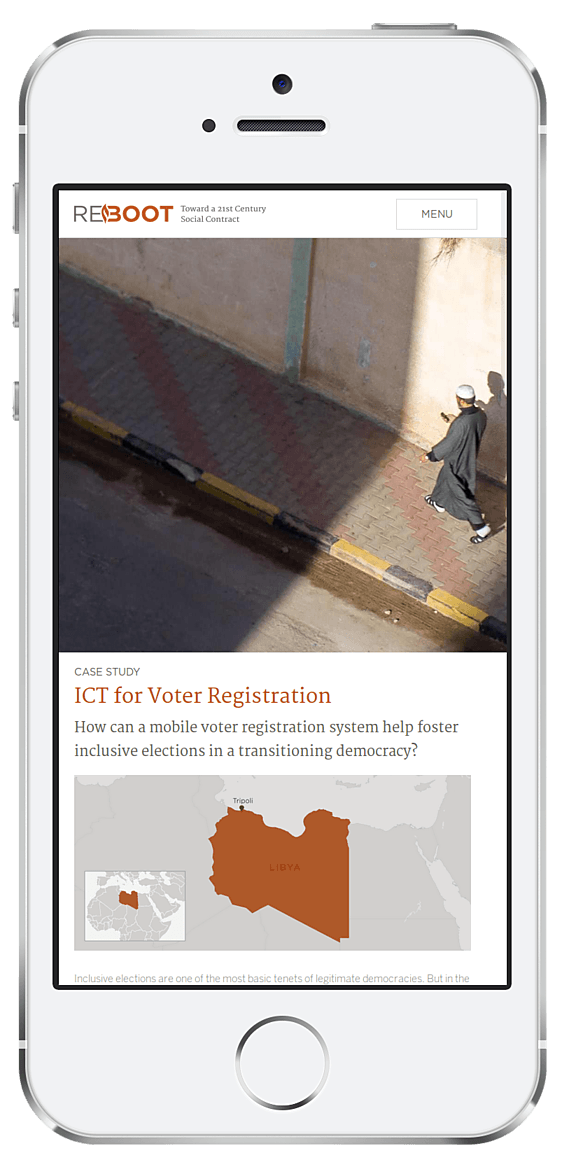 REBOOT
Toward a 21st Century
Social Contract
MENU
CASE STUDY
ICT for Voter Registration
How can a mobile voter registration system help foster
inclusive elections in a transitioning democracy?
Tripoli
LIBYA
Inclusive elections are one of the most basic tenets of legitimate democracies. But in the